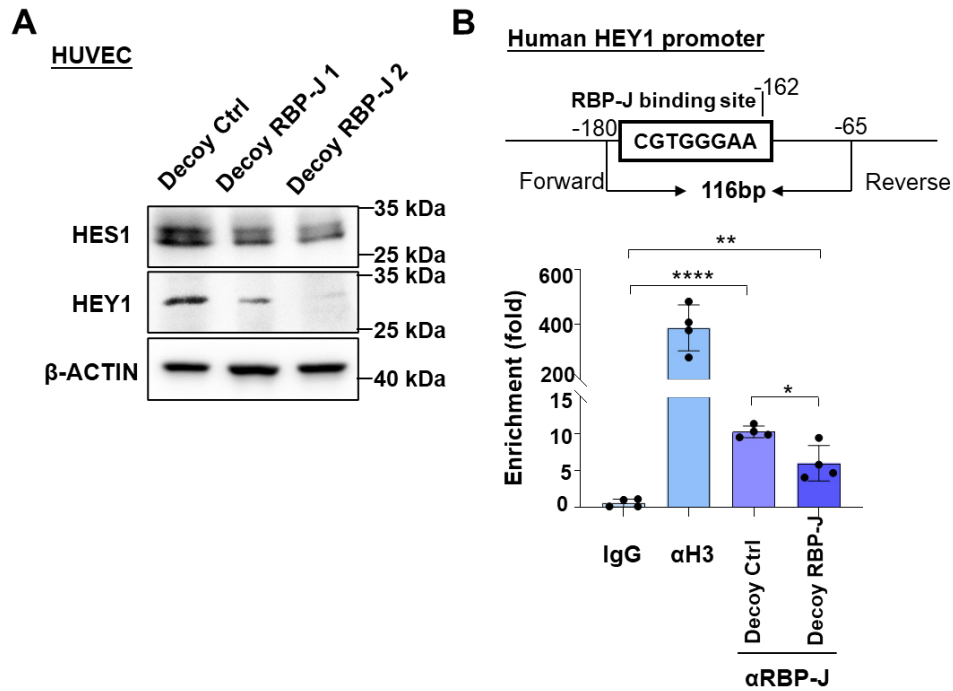 A
HUVEC
Decoy Ctrl
Decoy RBP-J 1
Decoy RBP-J 2
35 kDa
HES1
25 kDa
35 kDa
HEY1
25 kDa
β-ACTIN
40 kDa
B
Human HEY1 promoter
-162
RBP-J binding site
-180
CGTGGGAA
-65
Forward
116bp
Reverse
**
****
*
Enrichment (fold)
600
400
200
15
10
5
0
IgG
αH3
Decoy Ctrl
Decoy RBP-J
αRBP-J